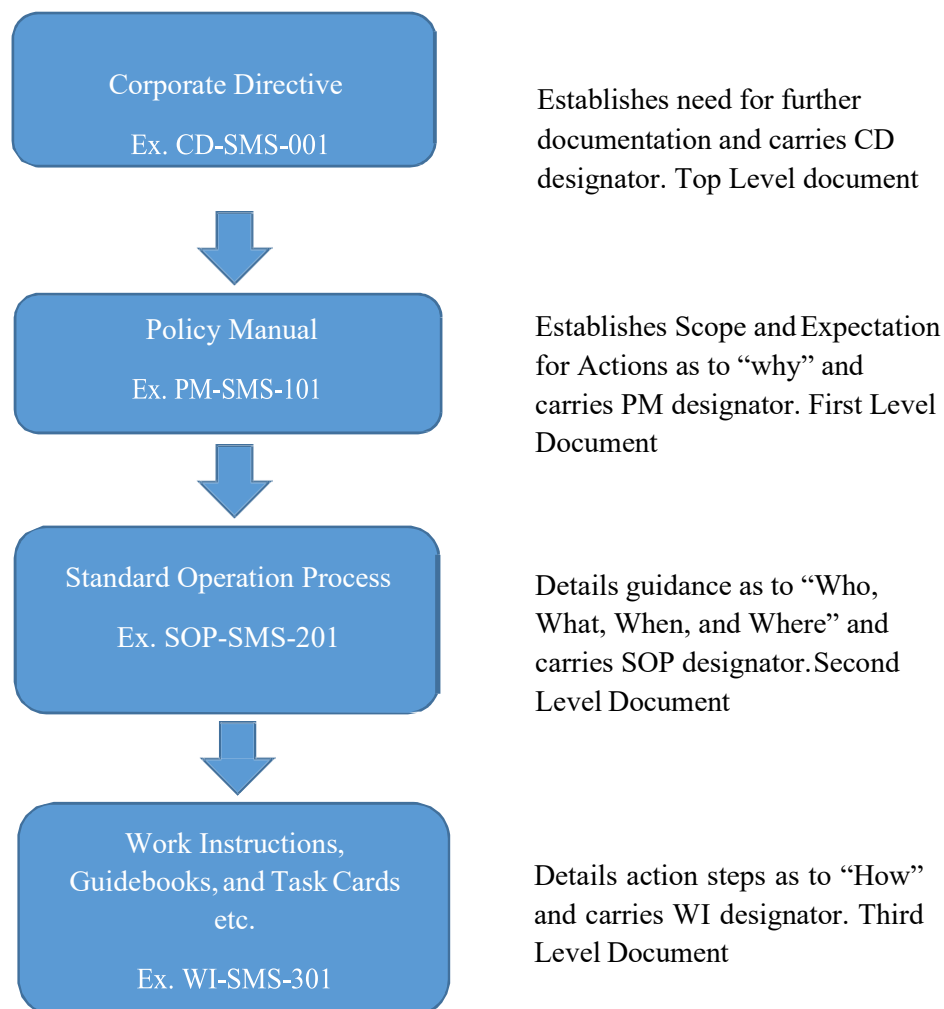 Corporate Directive
Ex. CD-SMS-001
Establishes need for further
documentation and carries CD
designator. Top Level document
Policy Manual
Ex. PM-SMS-101
Establishes Scope and Expectation
for Actions as to “why” and
carries PM designator. First Level
Document
Standard Operation Process
Ex. SOP-SMS-201
Details guidance as to “Who,
What, When, and Where” and
carries SOP designator.Second
Level Document
Work Instructions,
Guidebooks, and Task Cards
etc.
Ex. WI-SMS-301
Details action steps as to “How”
and carries WI designator. Third
Level Document